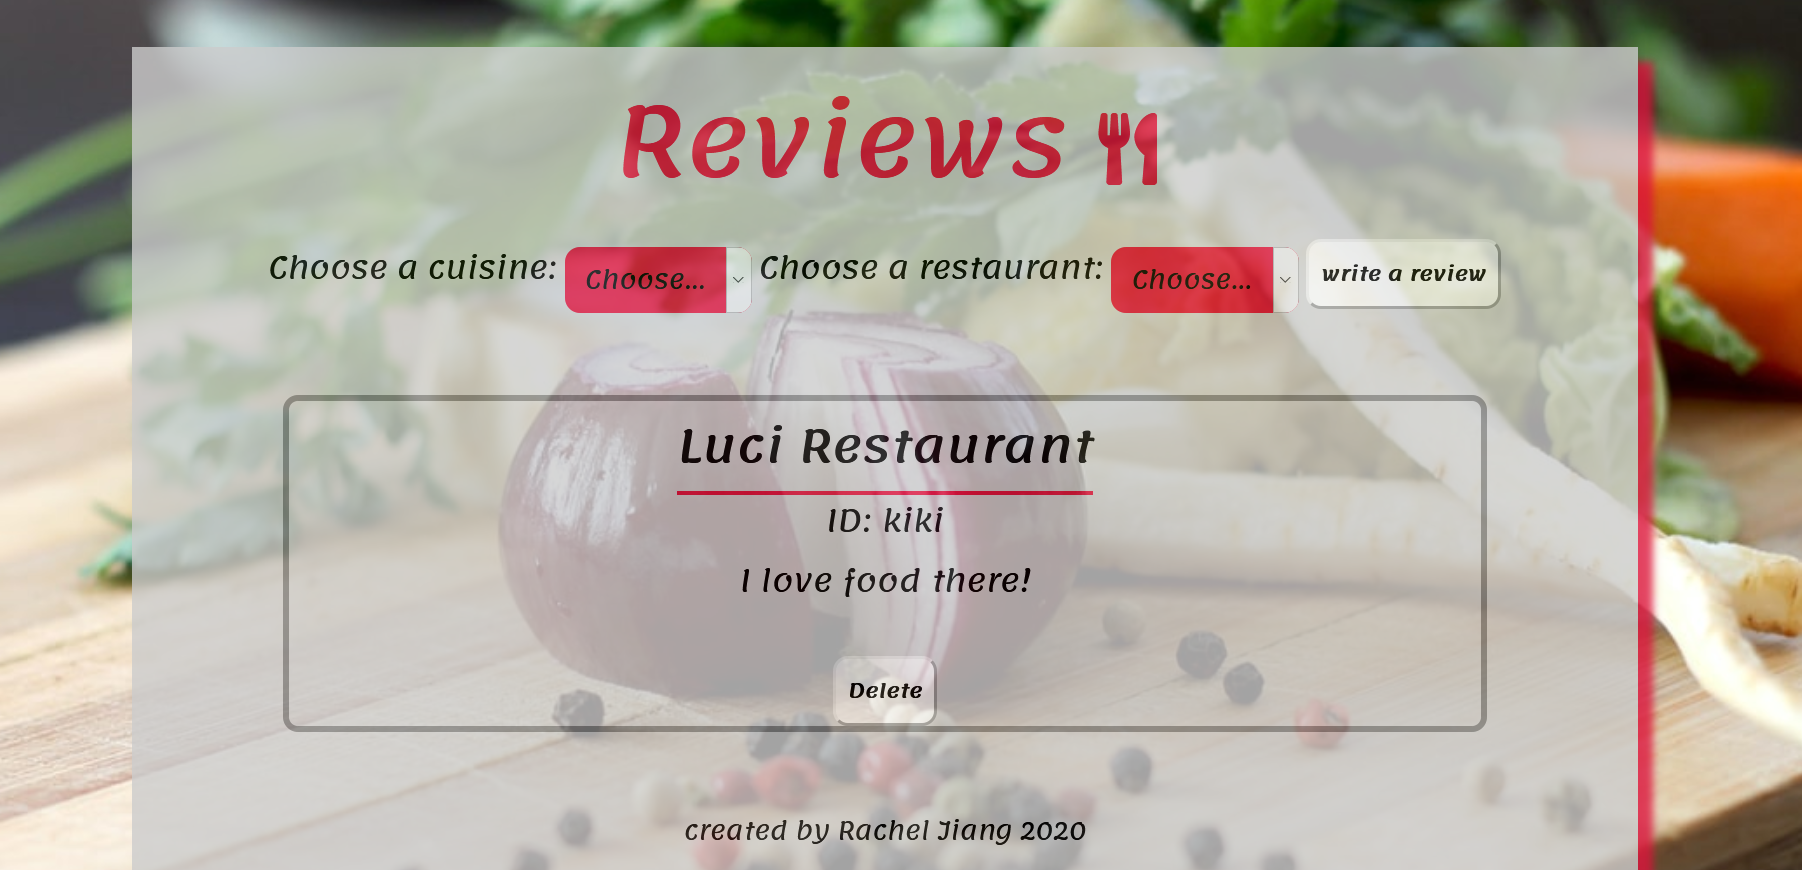 Reviews
Choose a cuisine: Choose... Choose a restaurant: Choose... write a review
Luci Restaurant
ID: kiki
I love food there!
Delete
created by Rachel Jiang 2020